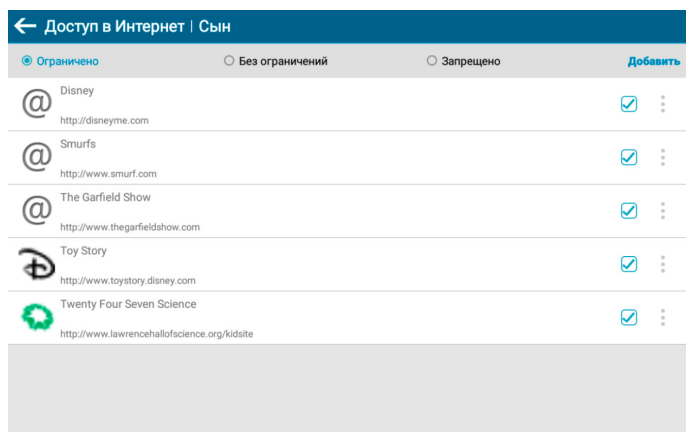 Доступ в Интернет | Сын
Ограничено Без ограничений Запрещено Добавить
Disney
http://disneyme.com
Smurfs
http://www.smurf.com
The Garfield Show
http://www.thegarfieldshow.com
Toy Story
http://www.toystory.disney.com
Twenty Four Seven Science
http://www.lawrencehallofscience.org/kidsite